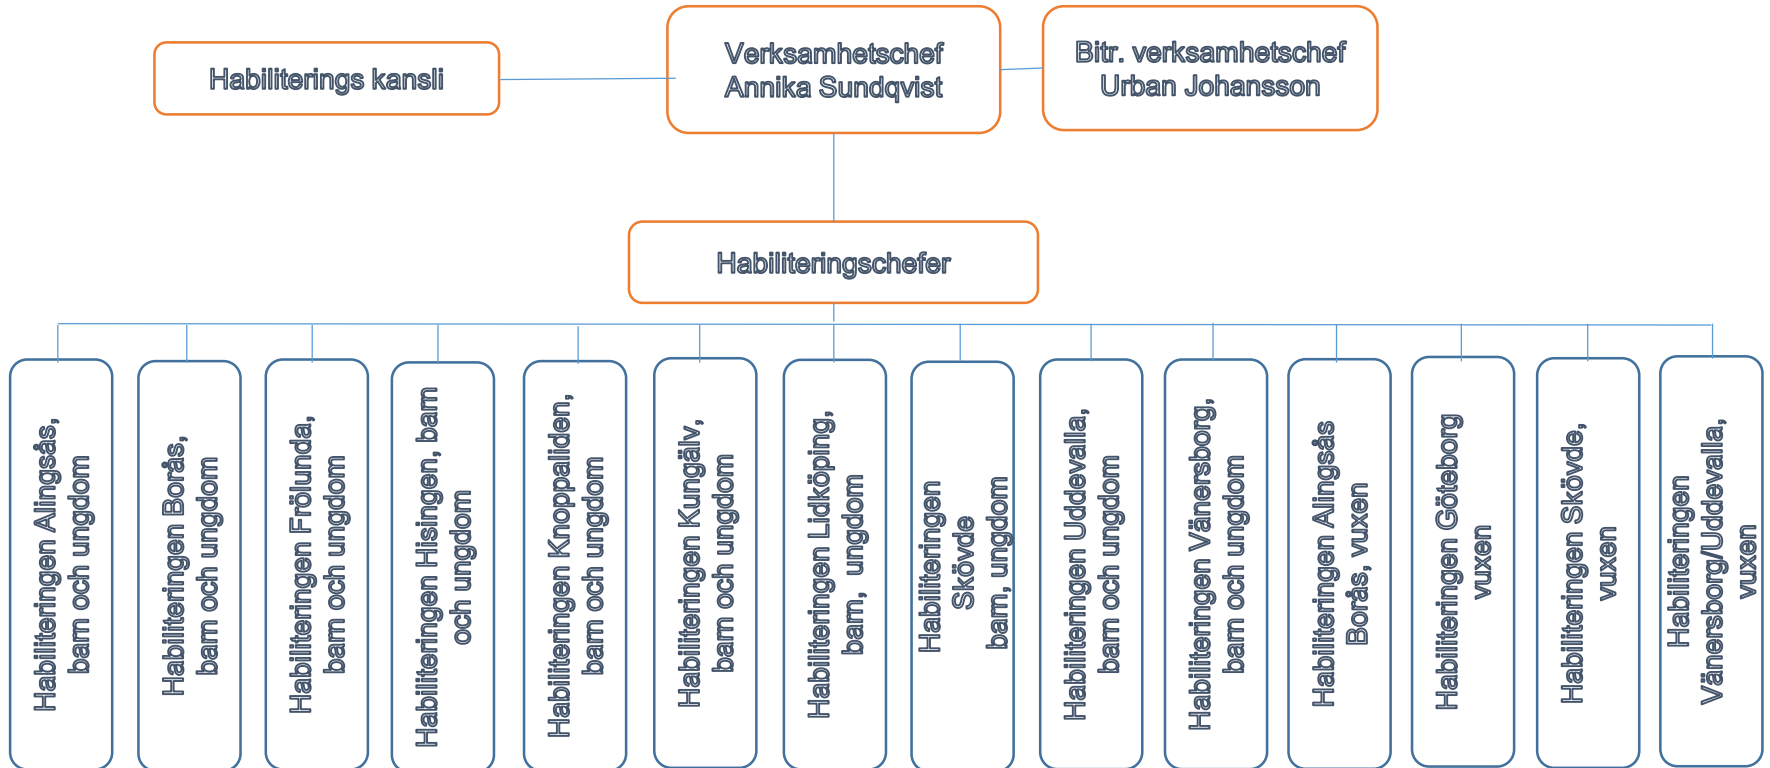 Habiliterings kansli
Verksamhetschef
Annika Sundqvist
Bitr. verksamhetschef
Urban Johansson
Habiliteringschefer
Habiliteringen Alingsås,
barn och ungdom
Habiliteringen Borås,
barn och ungdom
Habiliteringen Frölunda,
barn och ungdom
Habiliteringen Hisingen, barn
och ungdom
Habiliteringen Knoppaliden,
barn och ungdom
Habiliteringen Kungälv,
barn och ungdom
Habiliteringen Lidköping,
barn, ungdom
Habiliteringen
Skövde
barn, ungdom
Habiliteringen Uddevalla,
barn och ungdom
Habiliteringen Vänersborg,
barn och ungdom
Habiliteringen Alingsås
Borås, vuxen
Habiliteringen Göteborg
vuxen
Habiliteringen Skövde,
vuxen
Habiliteringen
Vänersborg/Uddevalla,
vuxen